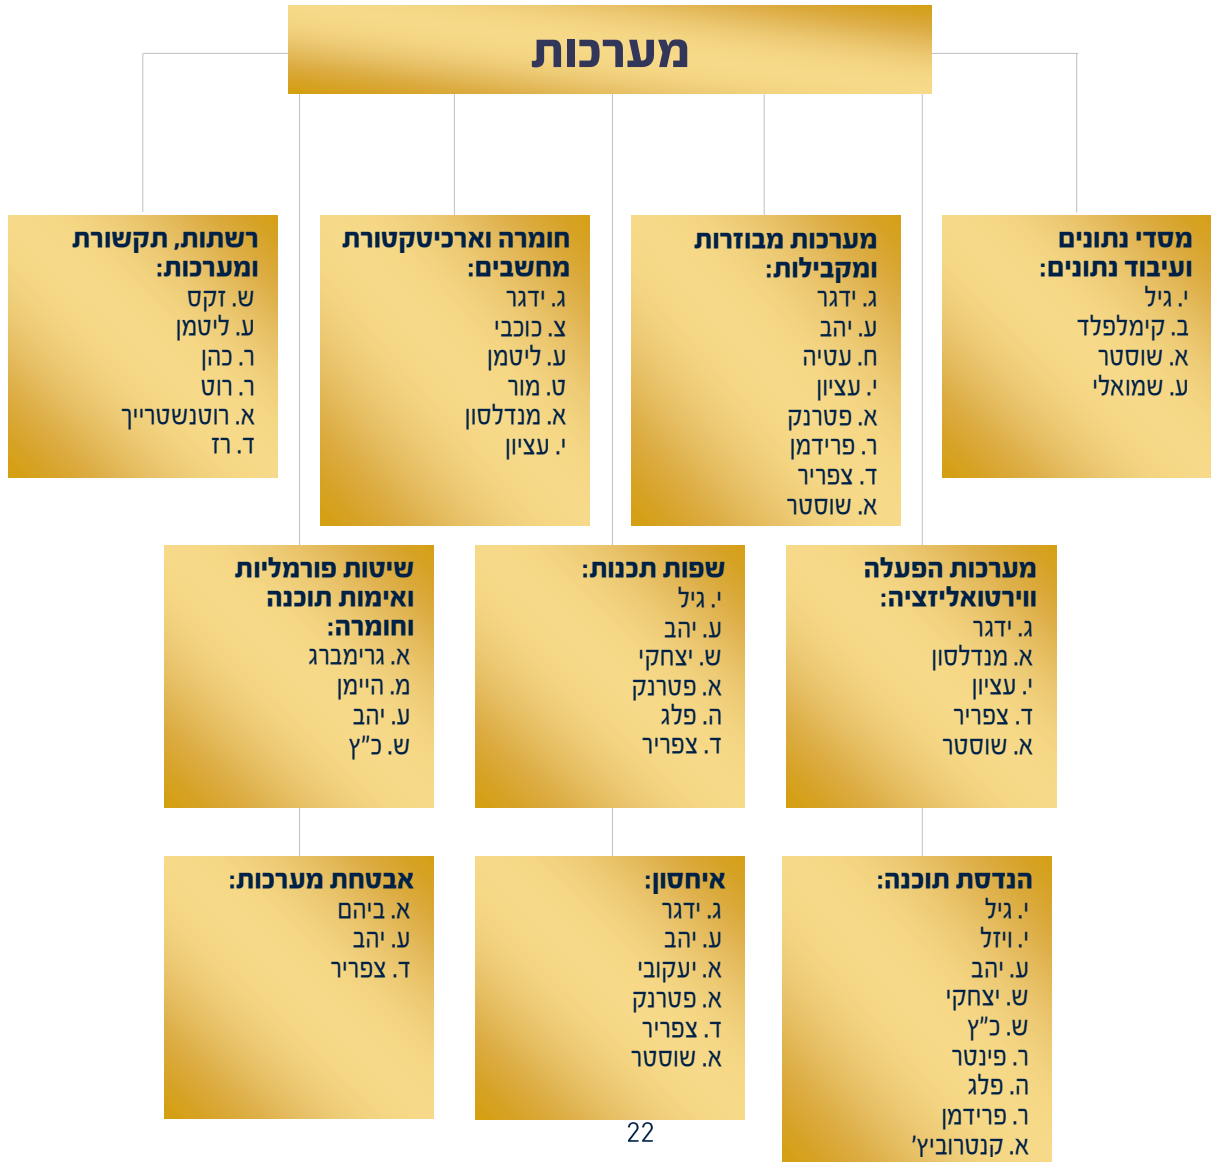 מערכות
מסדי נתונים
ועיבוד נתונים:
י. גיל
ב. קימלפלד
א. שוסטר
ע. שמואלי
מערכות מבוזרות
ומקבילות:
ג. ידגר
ע. יהב
ח. עטיה
י. עציון
א. פטרנק
ר. פרידמן
ד. צפריר
א. שוסטר
חומרה וארכיטקטורת
מחשבים:
ג. ידגר
צ. כוכבי
ע. ליטמן
ט. מור
א. מנדלסון
י. עציון
רשתות, תקשורת
ומערכות:
ש. זקס
ע. ליטמן
ר. כהן
ר. רוט
א. רוטנשטרייך
ד. רז
מערכות הפעלה
ווירטואליזציה:
ג. ידגר
א. מנדלסון
י. עציון
ד. צפריר
א. שוסטר
שפות תכנות:
י. גיל
ע. יהב
ש. יצחקי
א. פטרנק
ה. פלג
ד. צפריר
שיטות פורמליות
ואימות תוכנה
וחומרה:
א. גרימברג
מ. היימן
ע. יהב
ש. כ"ץ
הנדסת תוכנה:
י. גיל
י. ויזל
ע. יהב
ש. יצחקי
ש. כ"ץ
ר. פינטר
ה. פלג
ר. פרידמן
א. קנטרוביץ'
איחסון:
ג. ידגר
ע. יהב
א. יעקובי
א. פטרנק
ד. צפריר
א. שוסטר
אבטחת מערכות:
א. ביהם
ע. יהב
ד. צפריר
22